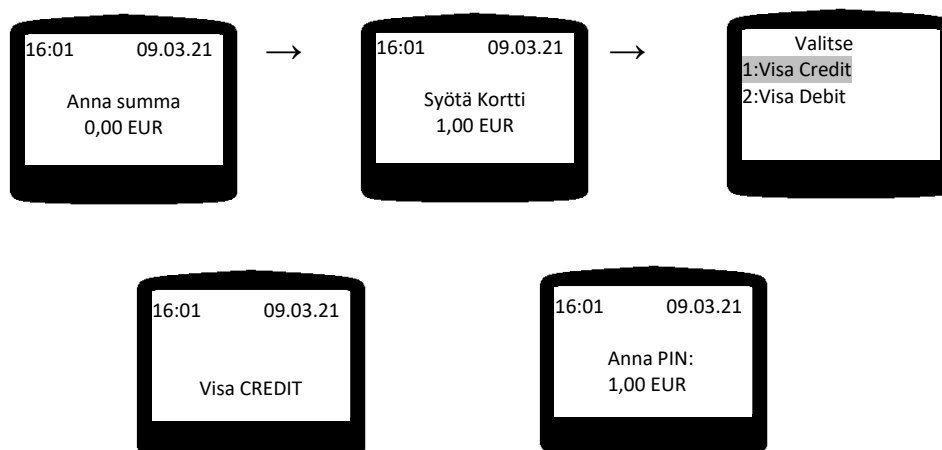 16:01 09.03.21
Anna summa
0,00 EUR
→
16:01 09.03.21
Syötä Kortti
1,00 EUR
→
Valitse
1:Visa Credit
2:Visa Debit
16:01 09.03.21
Visa CREDIT
16:01 09.03.21
Anna PIN:
1,00 EUR